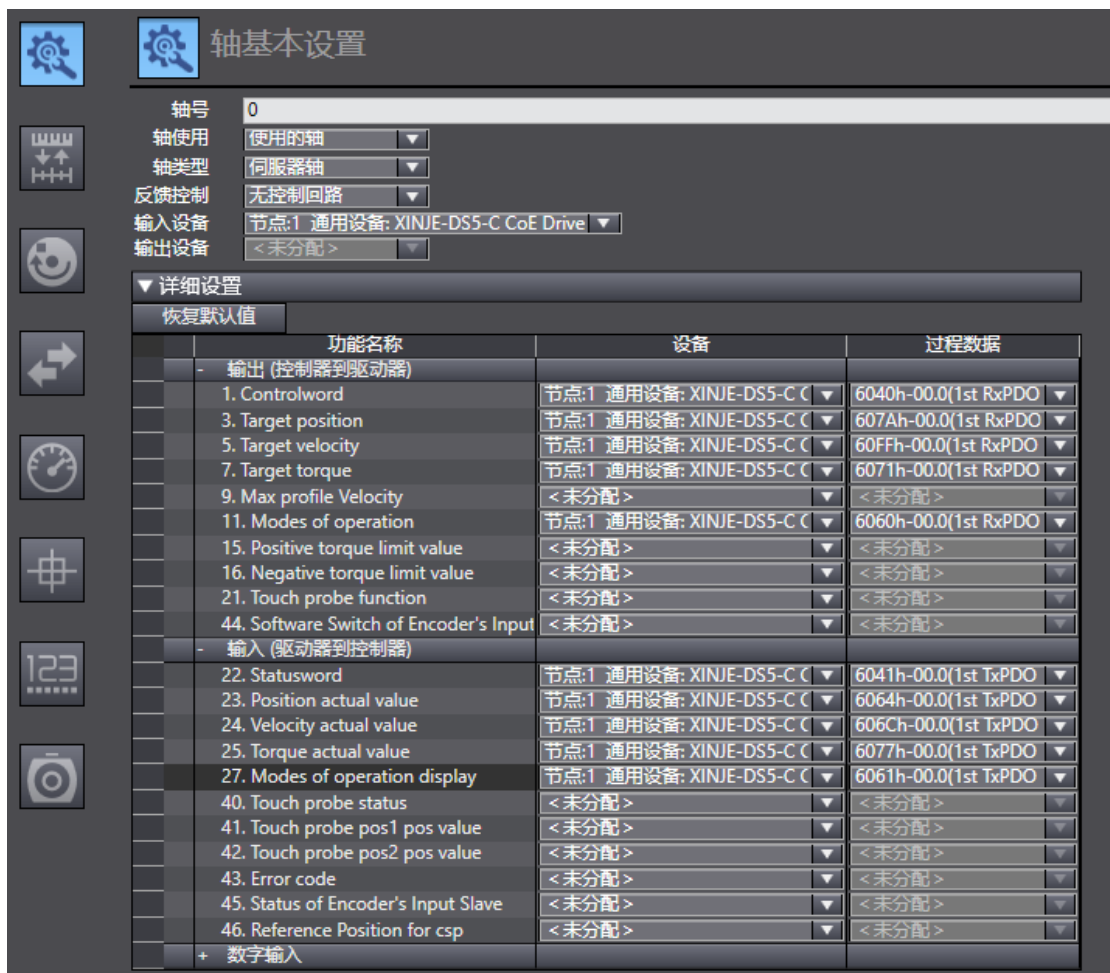 轴基本设置
轴号 0
轴使用 使用的轴
轴类型 伺服器轴
反馈控制 无控制回路
输入设备 节点:1 通用设备: XINJE-DS5-C CoE Drive
输出设备 <未分配>
▼详细设置
恢复默认值
功能名称 设备 过程数据
- 输出 (控制器到驱动器)
1. Controlword 节点:1 通用设备: XINJE-DS5-C ( 6040h-00.0(1st RxPDO
3. Target position 节点:1 通用设备: XINJE-DS5-C ( 607Ah-00.0(1st RxPDO
5. Target velocity 节点:1 通用设备: XINJE-DS5-C ( 60FFh-00.0(1st RxPDO
7. Target torque 节点:1 通用设备: XINJE-DS5-C ( 6071h-00.0(1st RxPDO
9. Max profile Velocity <未分配> <未分配>
11. Modes of operation 节点:1 通用设备: XINJE-DS5-C ( 6060h-00.0(1st RxPDO
15. Positive torque limit value <未分配> <未分配>
16. Negative torque limit value <未分配> <未分配>
21. Touch probe function <未分配> <未分配>
44. Software Switch of Encoder's Input <未分配> <未分配>
- 输入 (驱动器到控制器)
22. Statusword 节点:1 通用设备: XINJE-DS5-C ( 6041h-00.0(1st TxPDO
23. Position actual value 节点:1 通用设备: XINJE-DS5-C ( 6064h-00.0(1st TxPDO
24. Velocity actual value 节点:1 通用设备: XINJE-DS5-C ( 606Ch-00.0(1st TxPDO
25. Torque actual value 节点:1 通用设备: XINJE-DS5-C ( 6077h-00.0(1st TxPDO
27. Modes of operation display 节点:1 通用设备: XINJE-DS5-C ( 6061h-00.0(1st TxPDO
40. Touch probe status <未分配> <未分配>
41. Touch probe pos1 pos value <未分配> <未分配>
42. Touch probe pos2 pos value <未分配> <未分配>
43. Error code <未分配> <未分配>
45. Status of Encoder's Input Slave <未分配> <未分配>
46. Reference Position for csp <未分配> <未分配>
+ 数字输入
123